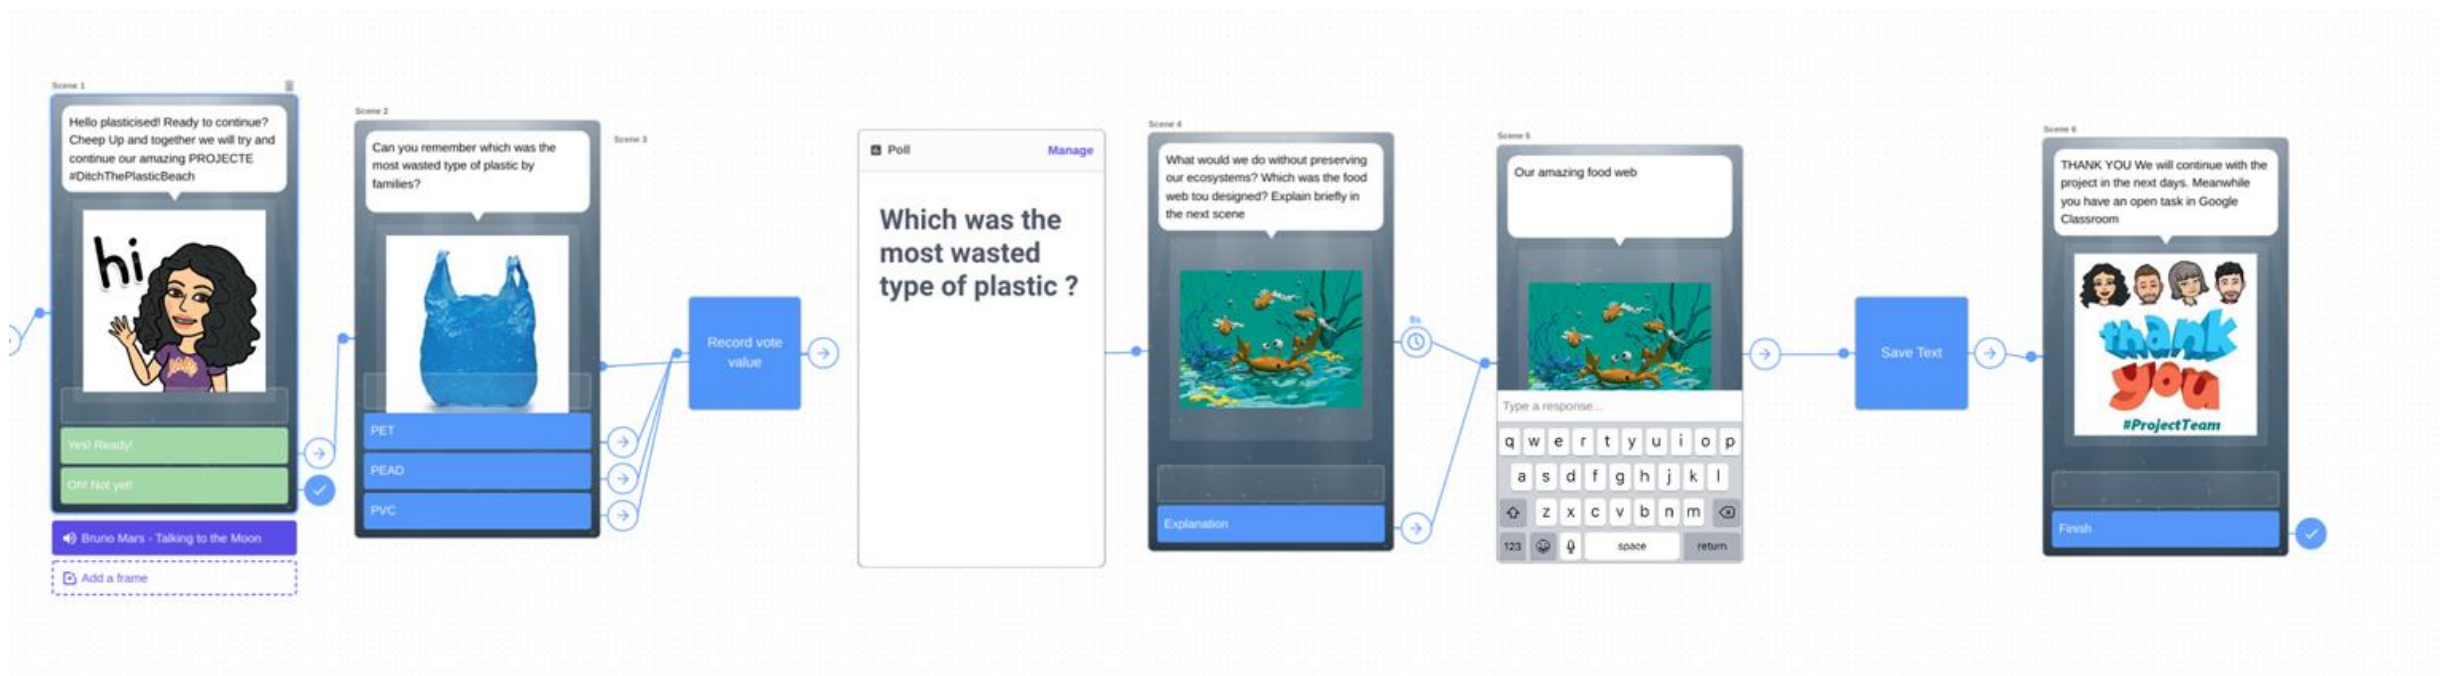 Scene 1
Hello plasticised! Ready to continue?
Cheep Up and together we will try and
continue our amazing PROJECTE
#DitchThePlasticBeach
hi
Yes! Ready!
Oh!! Not yet!
Bruno Mars - Talking to the Moon
Add a frame
Scene 2
Can you remember which was the
most wasted type of plastic by
families?
PET
PEAD
PVC
Scene 3
Record vote
value
Poll
Manage
Which was the
most wasted
type of plastic ?
Scene 4
What would we do without preserving
our ecosystems? Which was the food
web tou designed? Explain briefly in
the next scene
Explanation
Scene 5
Our amazing food web
Type a response...
q w e r t y u i o p
a s d f g h j k l
z x c v b n m
123 space return
Save Text
Scene 6
THANK YOU We will continue with the
project in the next days. Meanwhile
you have an open task in Google
Classroom
thank
you
#ProjectTeam
Finish